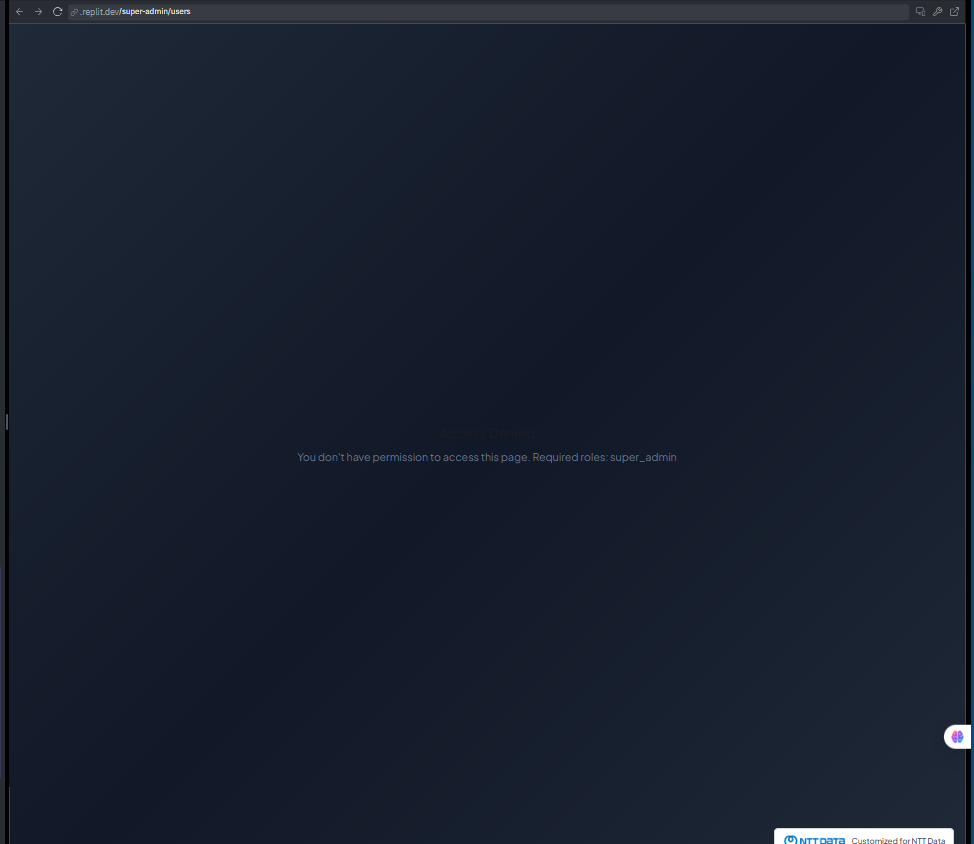 .replit.dev/super-admin/users
Access Denied
You don't have permission to access this page. Required roles: super_admin
NTT DATA Customized for NTT Data